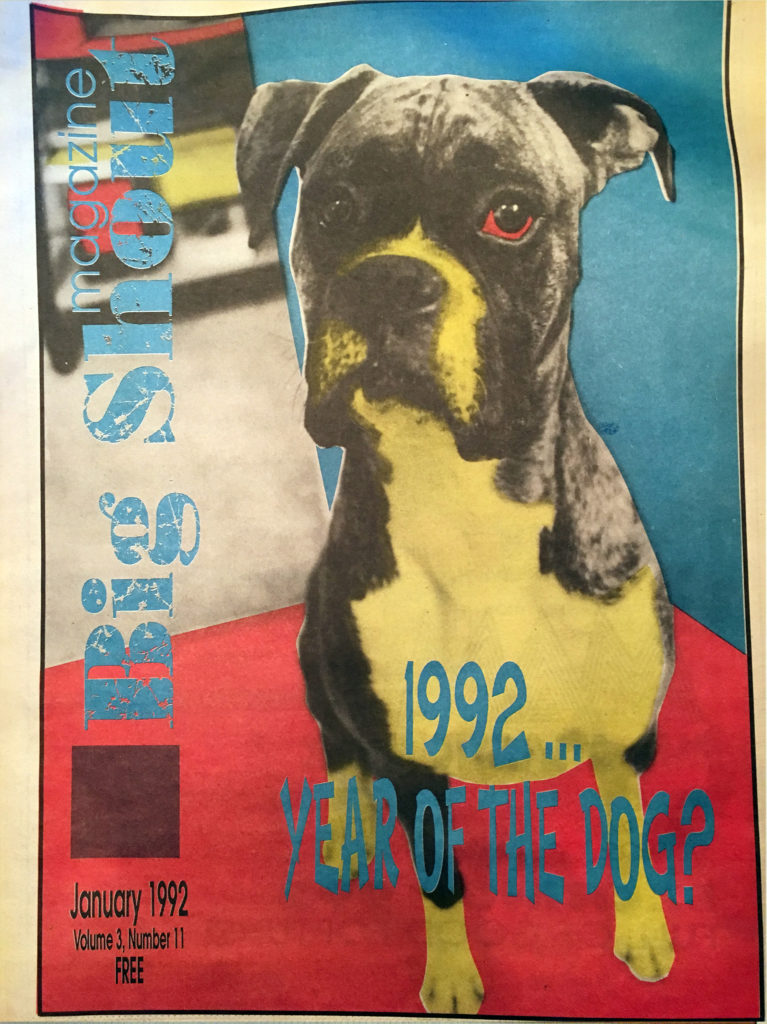 Big Shout
magazine
1992...
YEAR OF THE DOG?
January 1992
Volume 3, Number 11
FREE